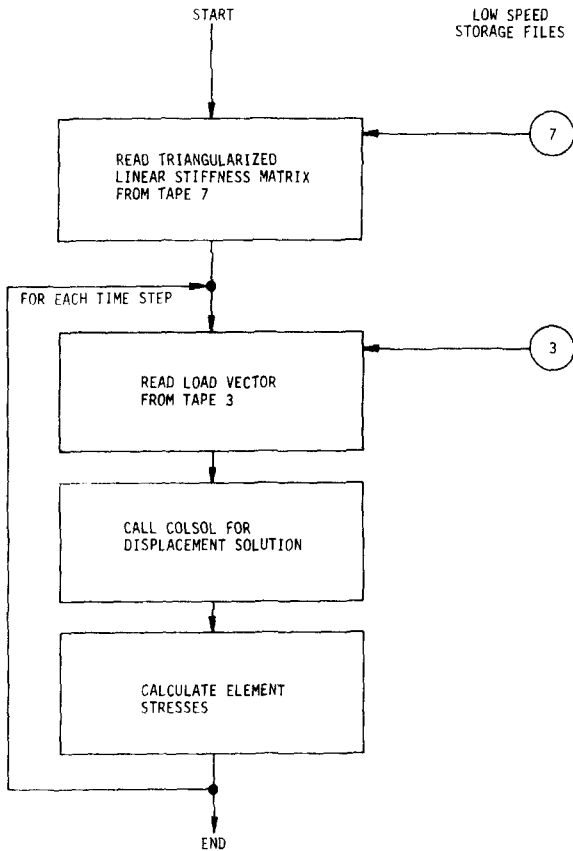 START
LOW SPEED
STORAGE FILES
7
READ TRIANGULARIZED
LINEAR STIFFNESS MATRIX
FROM TAPE 7
FOR EACH TIME STEP
3
READ LOAD VECTOR
FROM TAPE 3
CALL COLSOL FOR
DISPLACEMENT SOLUTION
CALCULATE ELEMENT
STRESSES
END